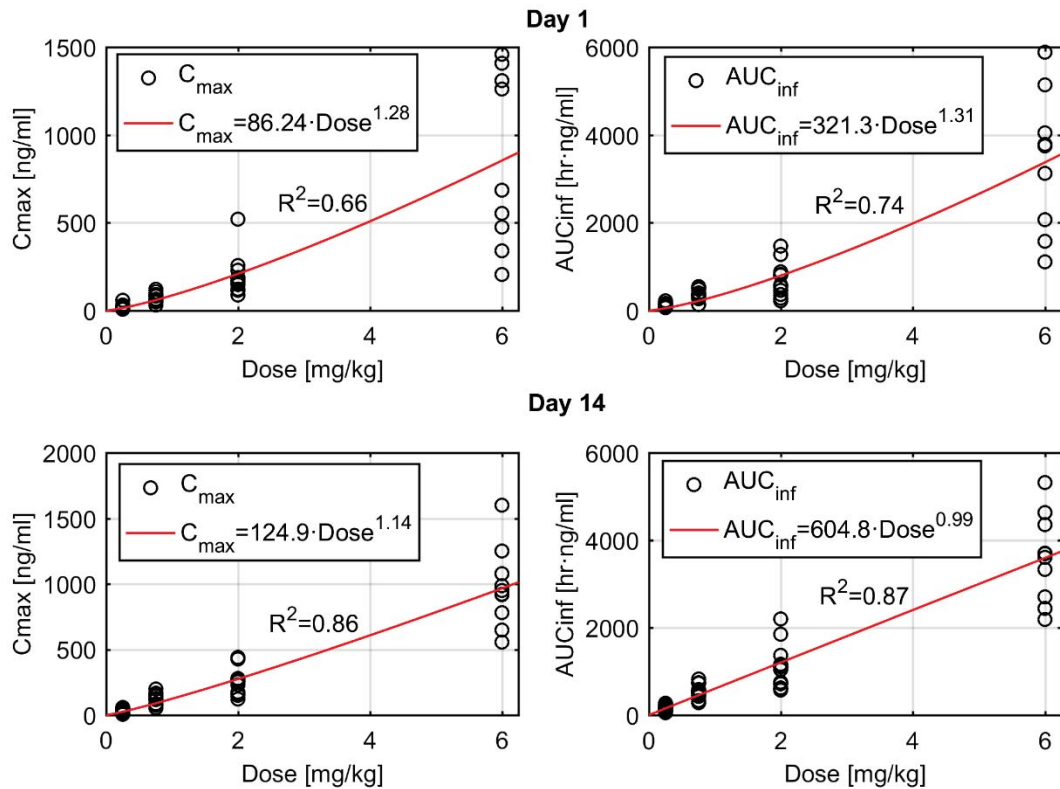 Day 1
1500
1000
500
0
Cmax [ng/ml]
C_max
C_max=86.24·Dose^1.28
R²=0.66
0 2 4 6
Dose [mg/kg]
6000
4000
2000
0
AUCinf [hr·ng/ml]
AUC_inf
AUC_inf=321.3·Dose^1.31
R²=0.74
0 2 4 6
Dose [mg/kg]
Day 14
2000
1500
1000
500
0
Cmax [ng/ml]
C_max
C_max=124.9·Dose^1.14
R²=0.86
0 2 4 6
Dose [mg/kg]
6000
4000
2000
0
AUCinf [hr·ng/ml]
AUC_inf
AUC_inf=604.8·Dose^0.99
R²=0.87
0 2 4 6
Dose [mg/kg]